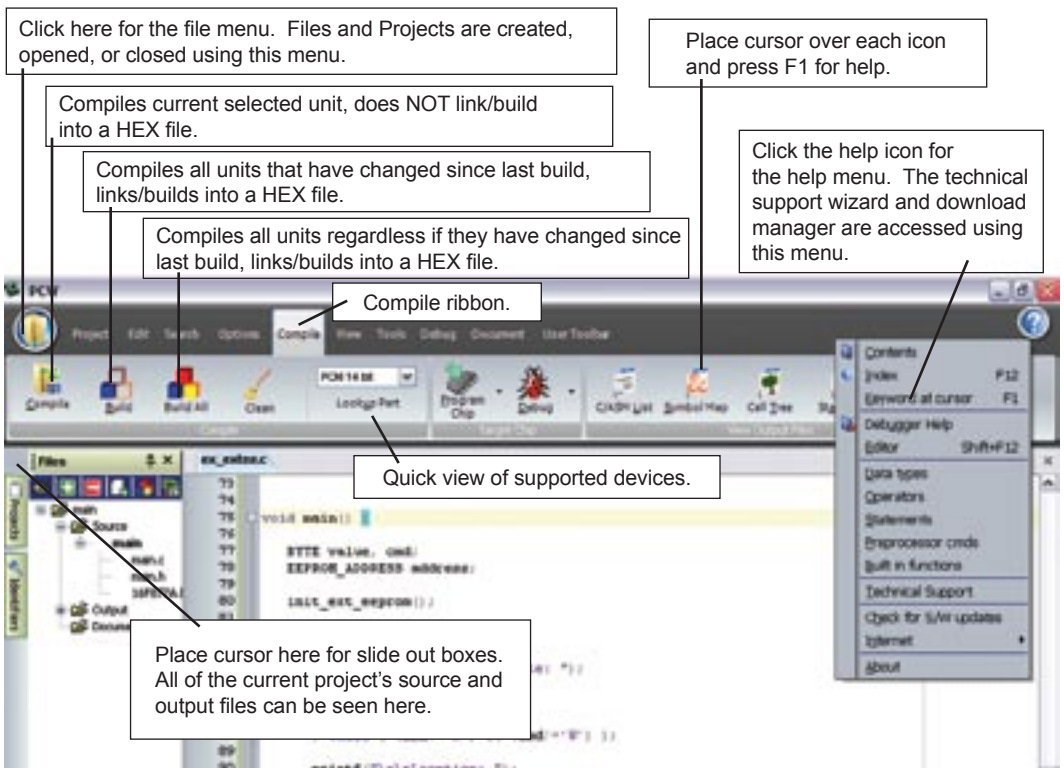 Click here for the file menu.  Files and Projects are created,
opened, or closed using this menu.
Place cursor over each icon
and press F1 for help.
Compiles current selected unit, does NOT link/build
into a HEX file.
Compiles all units that have changed since last build,
links/builds into a HEX file.
Click the help icon for
the help menu.  The technical
support wizard and download
manager are accessed using
this menu.
Compiles all units regardless if they have changed since
last build, links/builds into a HEX file.
PCW
Compile ribbon.
Project Edit Search Options Compile View Tools Debug Document User Toolbar
PCM 14 bit
Compile Build Build All Clean Lookup Part Program Chip Debug C/ASM List Symbol Map Call Tree
Compile Target Chip View Output Files
Contents
Index F12
Keyword at cursor F1
Debugger Help
Editor Shift+F12
Data types
Operators
Statements
Preprocessor cmds
Built in functions
Technical Support
Check for S/W updates
Internet
About
Quick view of supported devices.
Files
Projects
Identifiers
main
Source
main
main.c
main.h
Output
73
74
75 void main() {
76
77 BYTE value, cmd;
78 EEPROM_ADDRESS address;
79
80 init_ext_eeprom();
81
Place cursor here for slide out boxes.
All of the current project's source and
output files can be seen here.
89
90